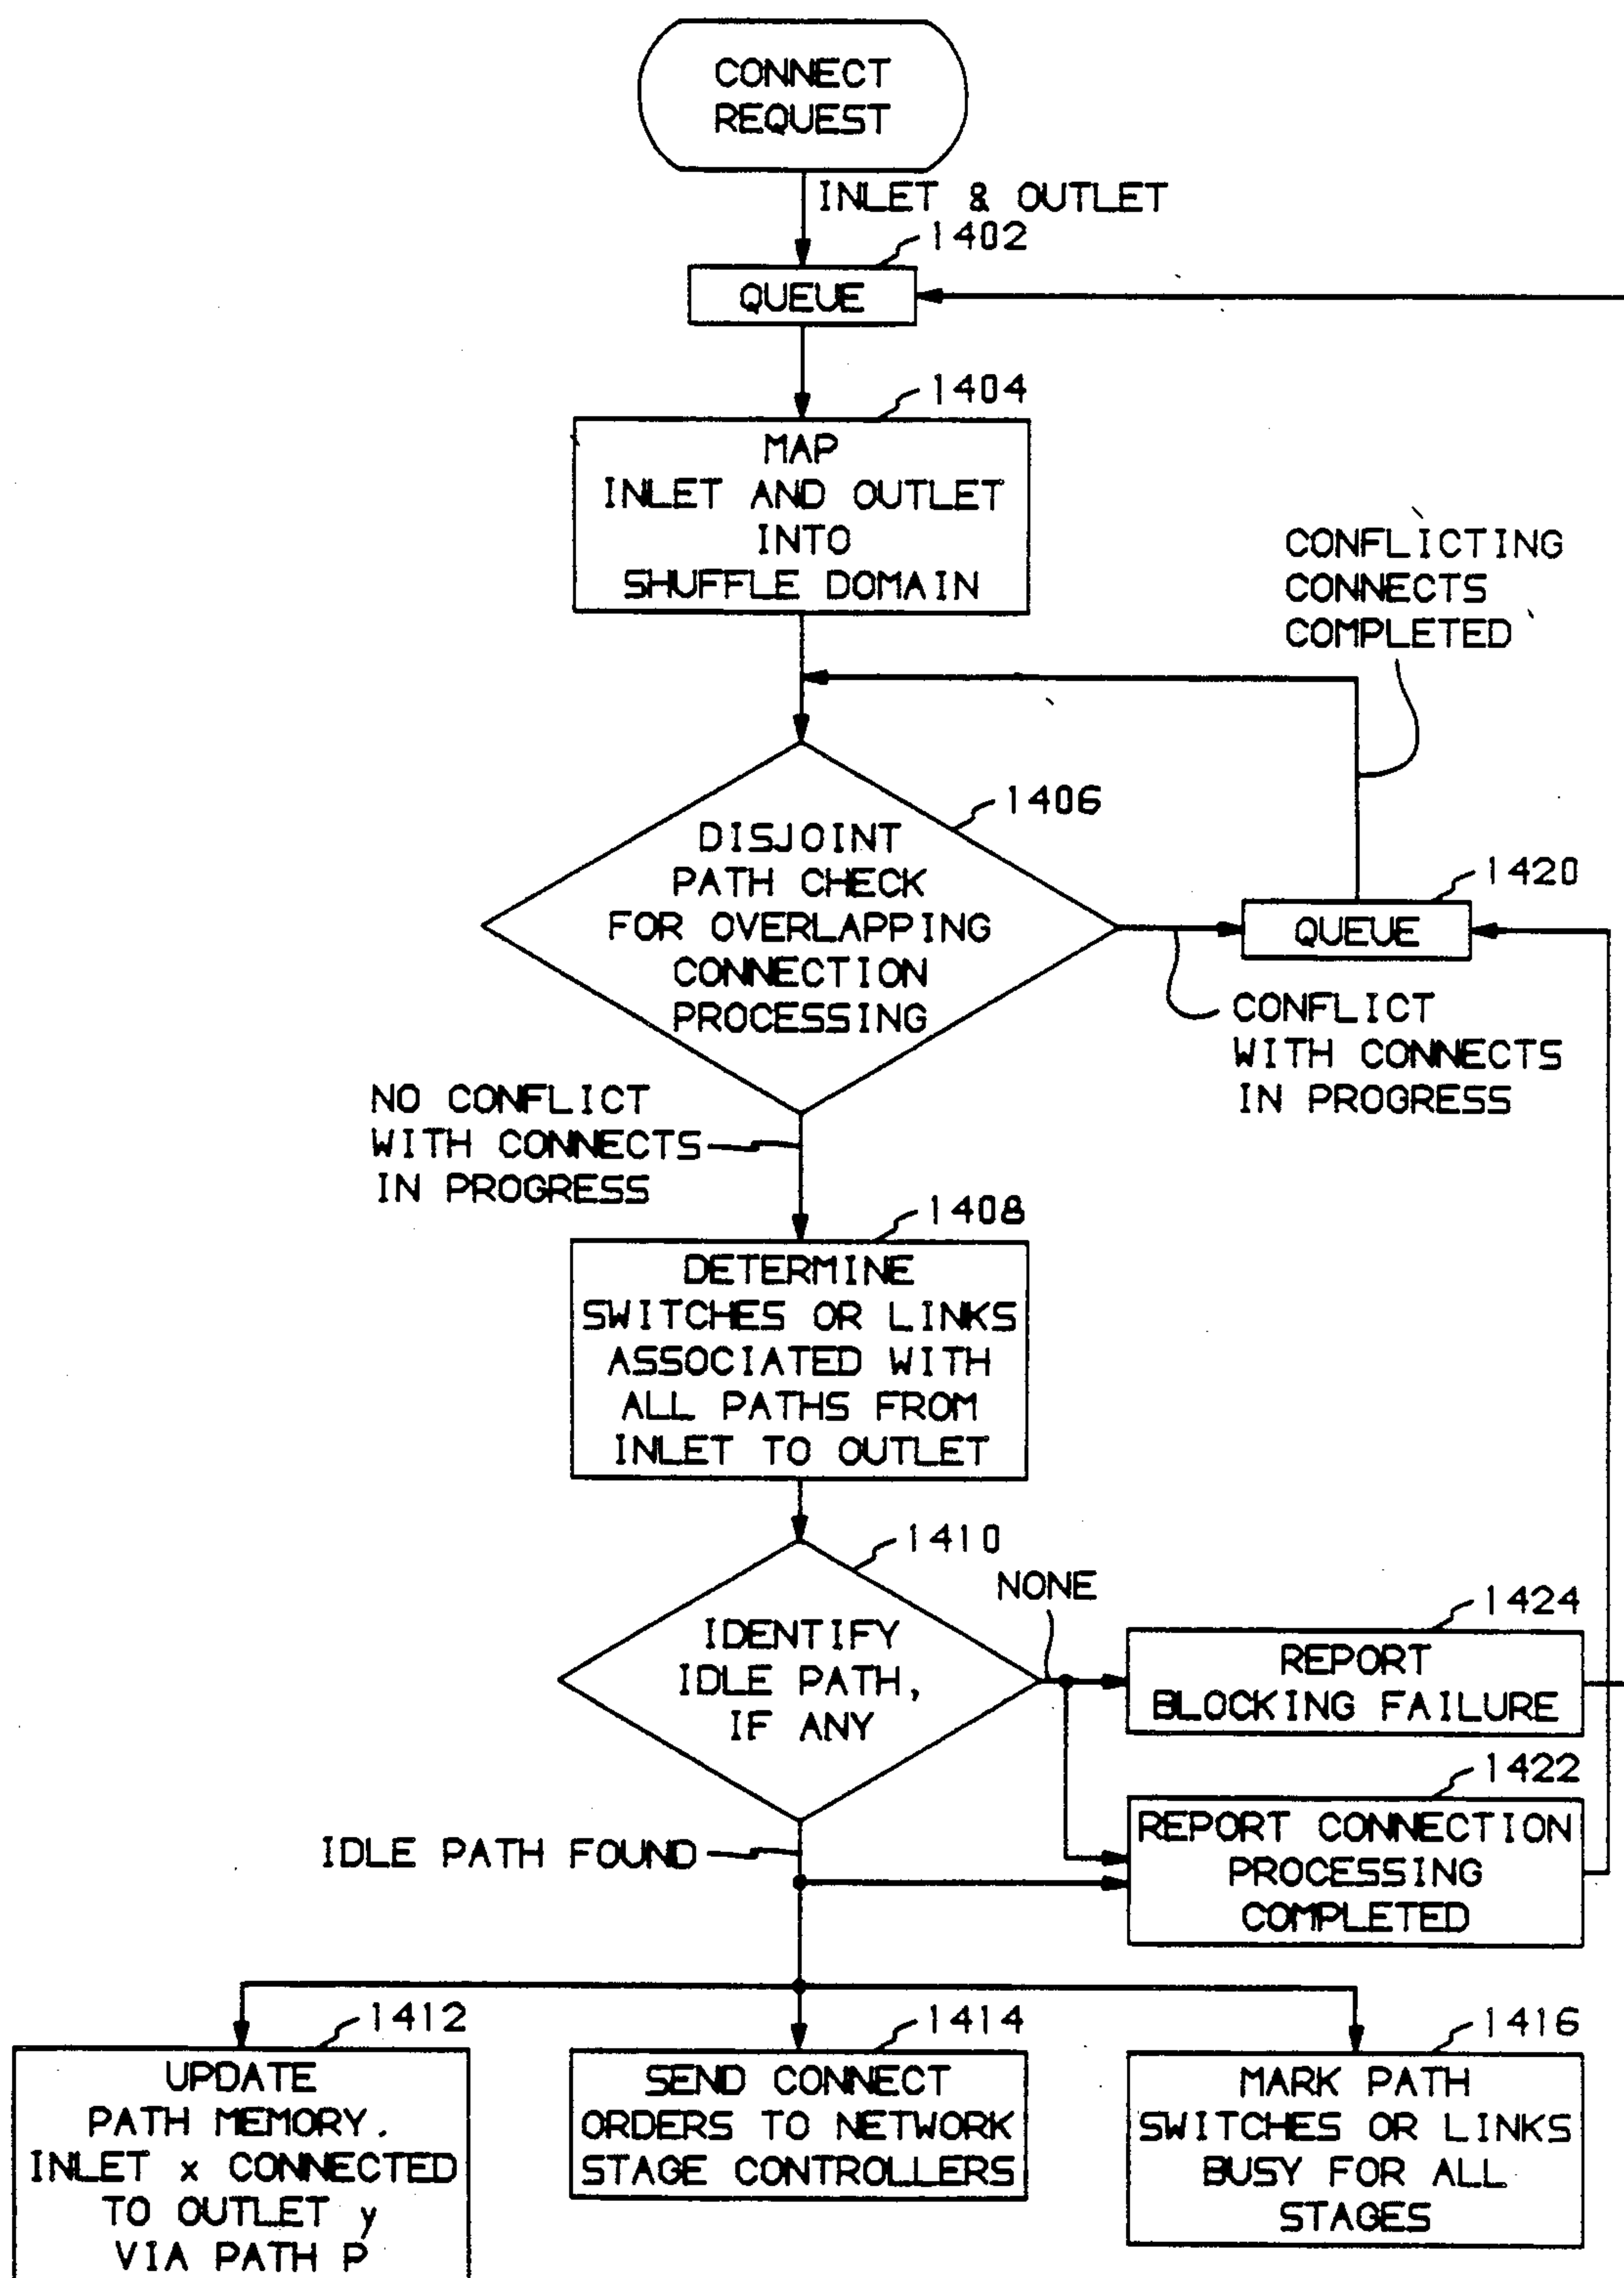 CONNECT
REQUEST
INLET & OUTLET
1402
QUEUE
1404
MAP
INLET AND OUTLET
INTO
SHUFFLE DOMAIN
CONFLICTING
CONNECTS
COMPLETED
1406
DISJOINT
PATH CHECK
FOR OVERLAPPING
CONNECTION
PROCESSING
1420
QUEUE
CONFLICT
WITH CONNECTS
IN PROGRESS
NO CONFLICT
WITH CONNECTS
IN PROGRESS
1408
DETERMINE
SWITCHES OR LINKS
ASSOCIATED WITH
ALL PATHS FROM
INLET TO OUTLET
1410
IDENTIFY
IDLE PATH,
IF ANY
NONE
1424
REPORT
BLOCKING FAILURE
1422
REPORT CONNECTION
PROCESSING
COMPLETED
IDLE PATH FOUND
1412
UPDATE
PATH MEMORY.
INLET x CONNECTED
TO OUTLET y
VIA PATH P
1414
SEND CONNECT
ORDERS TO NETWORK
STAGE CONTROLLERS
1416
MARK PATH
SWITCHES OR LINKS
BUSY FOR ALL
STAGES